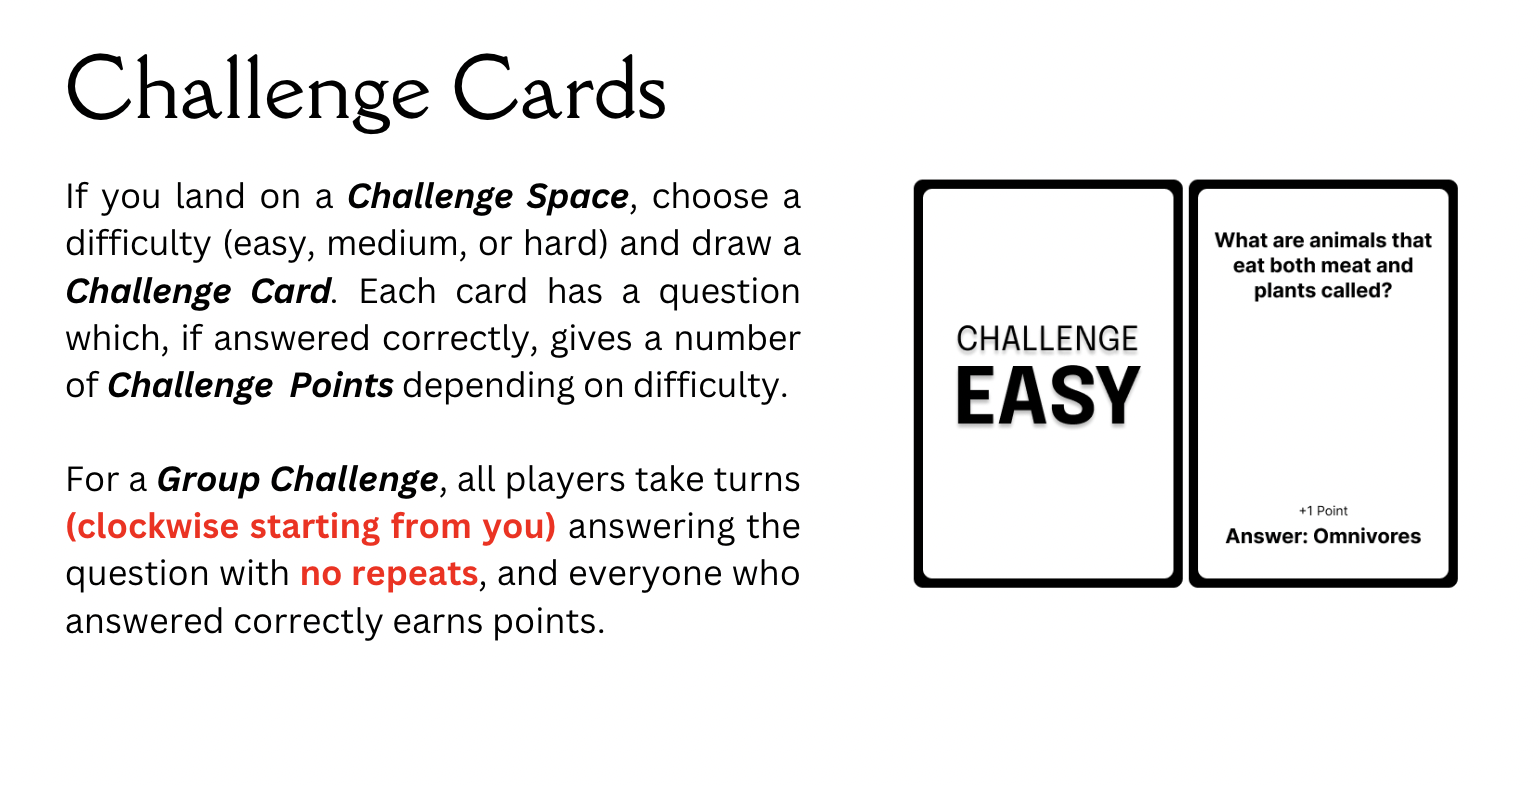 Challenge Cards
If you land on a Challenge Space, choose a
difficulty (easy, medium, or hard) and draw a
Challenge Card. Each card has a question
which, if answered correctly, gives a number
of Challenge Points depending on difficulty.
For a Group Challenge, all players take turns
(clockwise starting from you) answering the
question with no repeats, and everyone who
answered correctly earns points.
CHALLENGE
EASY
What are animals that
eat both meat and
plants called?
+1 Point
Answer: Omnivores